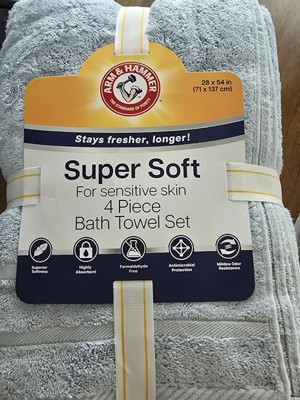 ARM & HAMMER
THE STANDARD OF PURITY
28 x 54 in
(71 x 137 cm)
Stays fresher, longer!
Super Soft
For sensitive skin
4 Piece
Bath Towel Set
Superior
Softness
Highly
Absorbent
Formaldehyde
Free
Antimicrobial
Protection
Mildew Odor
Resistance